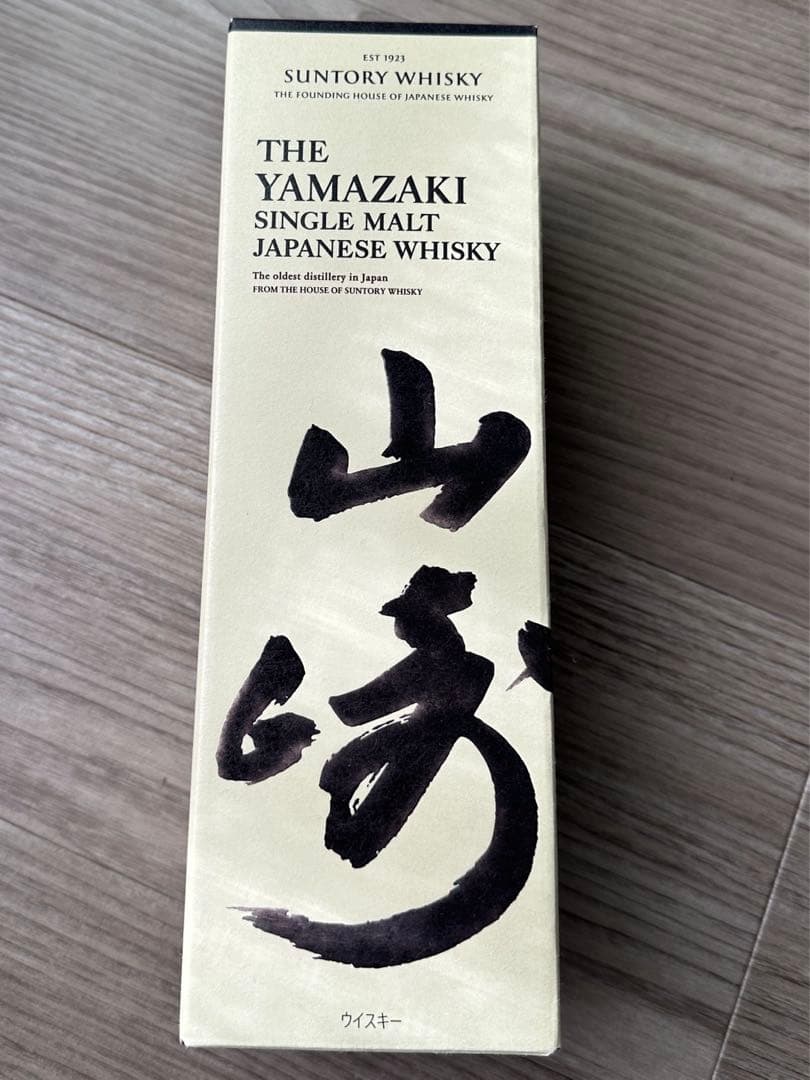 EST 1923
SUNTORY WHISKY
THE FOUNDING HOUSE OF JAPANESE WHISKY
THE
YAMAZAKI
SINGLE MALT
JAPANESE WHISKY
The oldest distillery in Japan
FROM THE HOUSE OF SUNTORY WHISKY
山
崎
ウイスキー